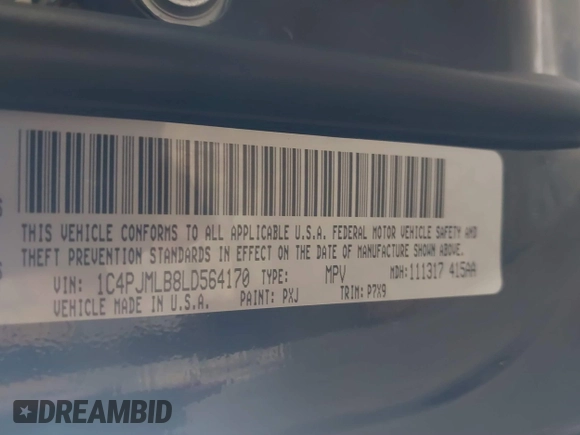 THIS VEHICLE CONFORMS TO ALL APPLICABLE U.S.A. FEDERAL MOTOR VEHICLE SAFETY AND
THEFT PREVENTION STANDARDS IN EFFECT ON THE DATE OF MANUFACTURE SHOWN ABOVE.
VIN: 1C4PJMLB8LD564170 TYPE: MPV MDH: 111317 415AA
VEHICLE MADE IN U.S.A. PAINT: PXJ TRIM: P7X9
DREAMBID